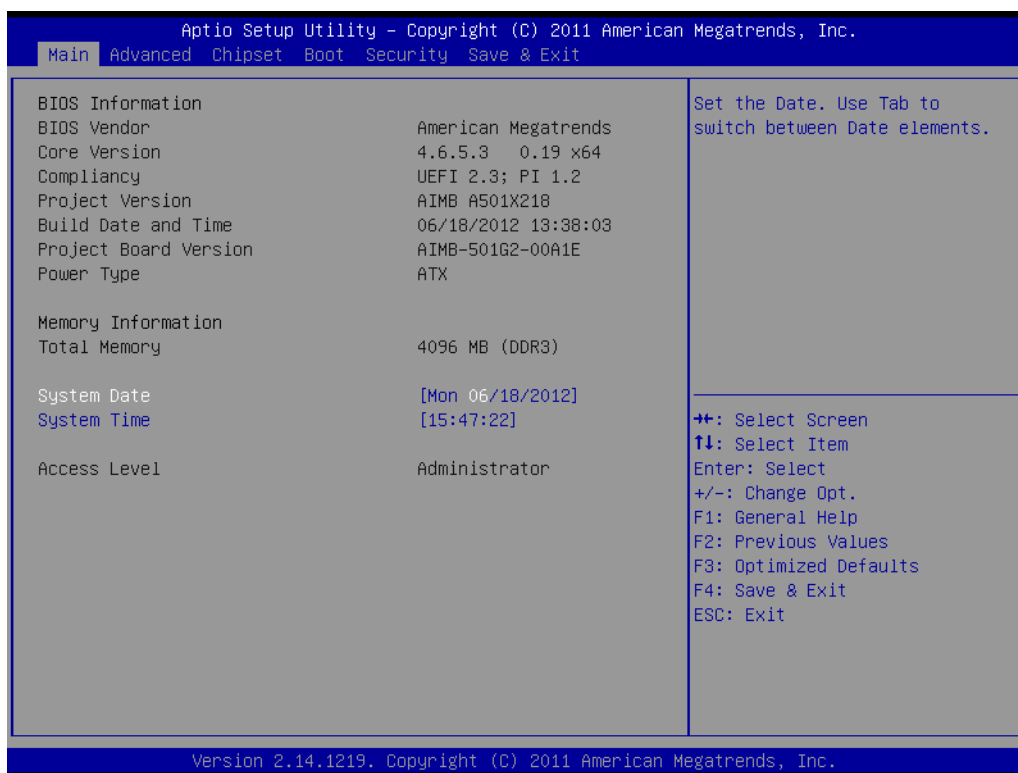 Aptio Setup Utility – Copyright (C) 2011 American Megatrends, Inc.
Main Advanced Chipset Boot Security Save & Exit
BIOS Information
BIOS Vendor American Megatrends
Core Version 4.6.5.3 0.19 x64
Compliancy UEFI 2.3; PI 1.2
Project Version AIMB A501X218
Build Date and Time 06/18/2012 13:38:03
Project Board Version AIMB-501G2-00A1E
Power Type ATX
Memory Information
Total Memory 4096 MB (DDR3)
System Date [Mon 06/18/2012]
System Time [15:47:22]
Access Level Administrator
Set the Date. Use Tab to
switch between Date elements.
→←: Select Screen
↑↓: Select Item
Enter: Select
+/-: Change Opt.
F1: General Help
F2: Previous Values
F3: Optimized Defaults
F4: Save & Exit
ESC: Exit
Version 2.14.1219. Copyright (C) 2011 American Megatrends, Inc.